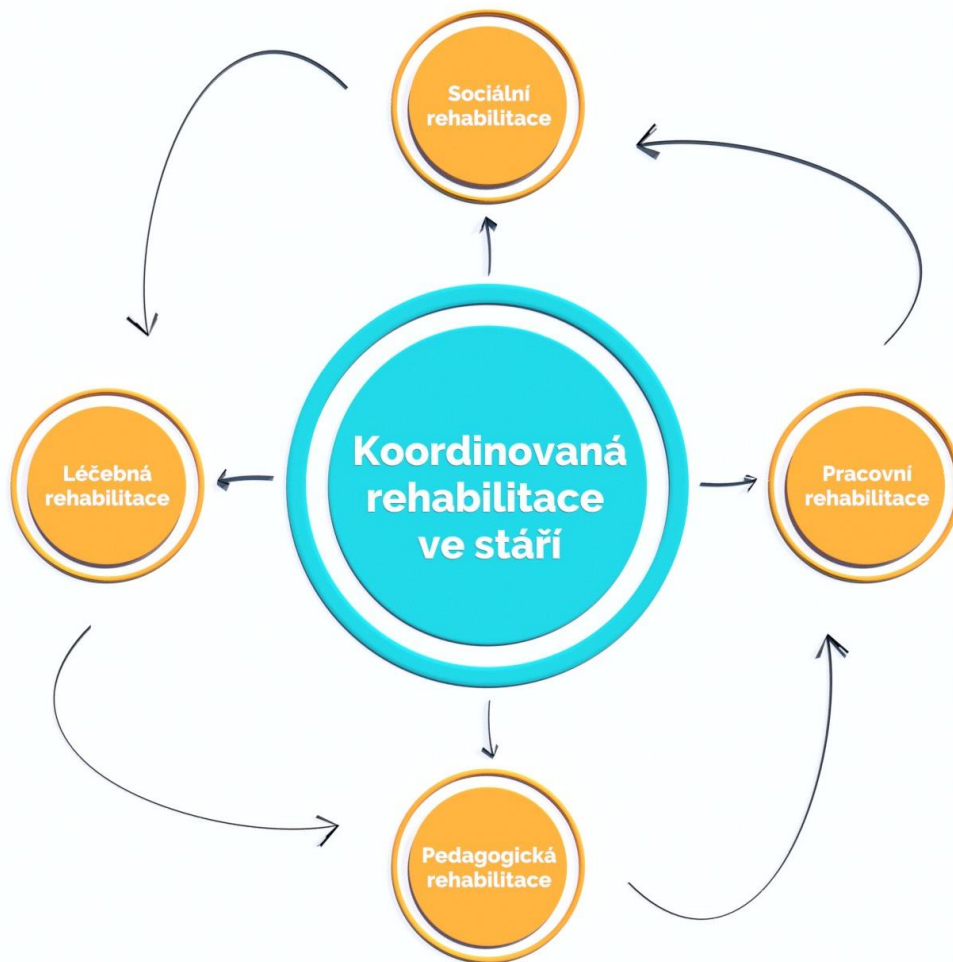 Sociální
rehabilitace
Léčebná
rehabilitace
Koordinovaná
rehabilitace
ve stáří
Pracovní
rehabilitace
Pedagogická
rehabilitace